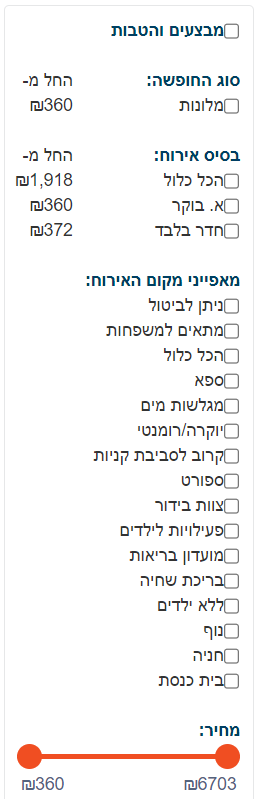 מבצעים והטבות
סוג החופשה: החל מ-
מלונות ₪360
בסיס אירוח: החל מ-
הכל כלול ₪1,918
א. בוקר ₪360
חדר בלבד ₪372
מאפייני מקום האירוח:
ניתן לביטול
מתאים למשפחות
הכל כלול
ספא
מגלשות מים
יוקרה/רומנטי
קרוב לסביבת קניות
ספורט
צוות בידור
פעילויות לילדים
מועדון בריאות
בריכת שחיה
ללא ילדים
נוף
חניה
בית כנסת
מחיר:
₪6703 ₪360